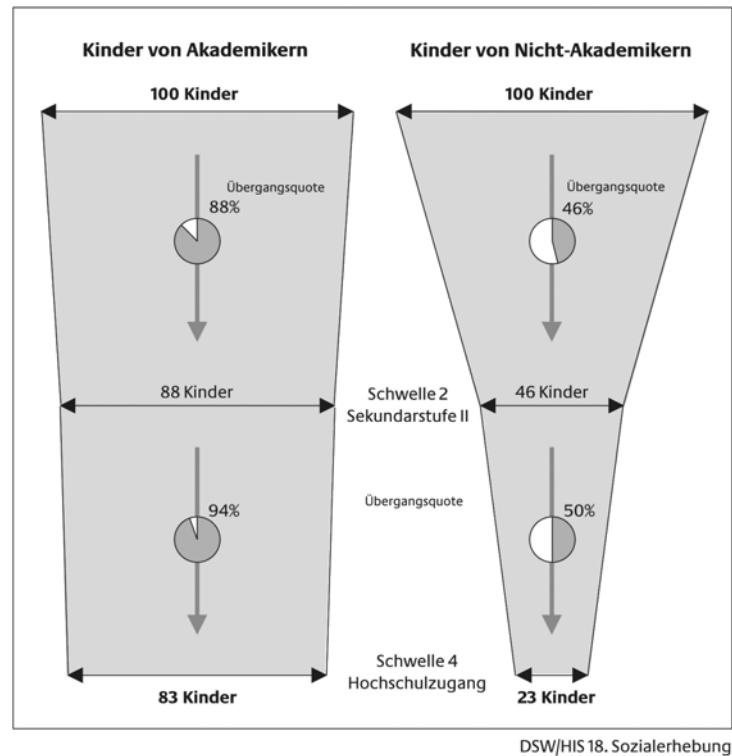 Kinder von Akademikern
Kinder von Nicht-Akademikern
100 Kinder
100 Kinder
Übergangsquote
88%
Übergangsquote
46%
88 Kinder
Schwelle 2
Sekundarstufe II
46 Kinder
94%
Übergangsquote
50%
83 Kinder
Schwelle 4
Hochschulzugang
23 Kinder
DSW/HIS 18. Sozialerhebung